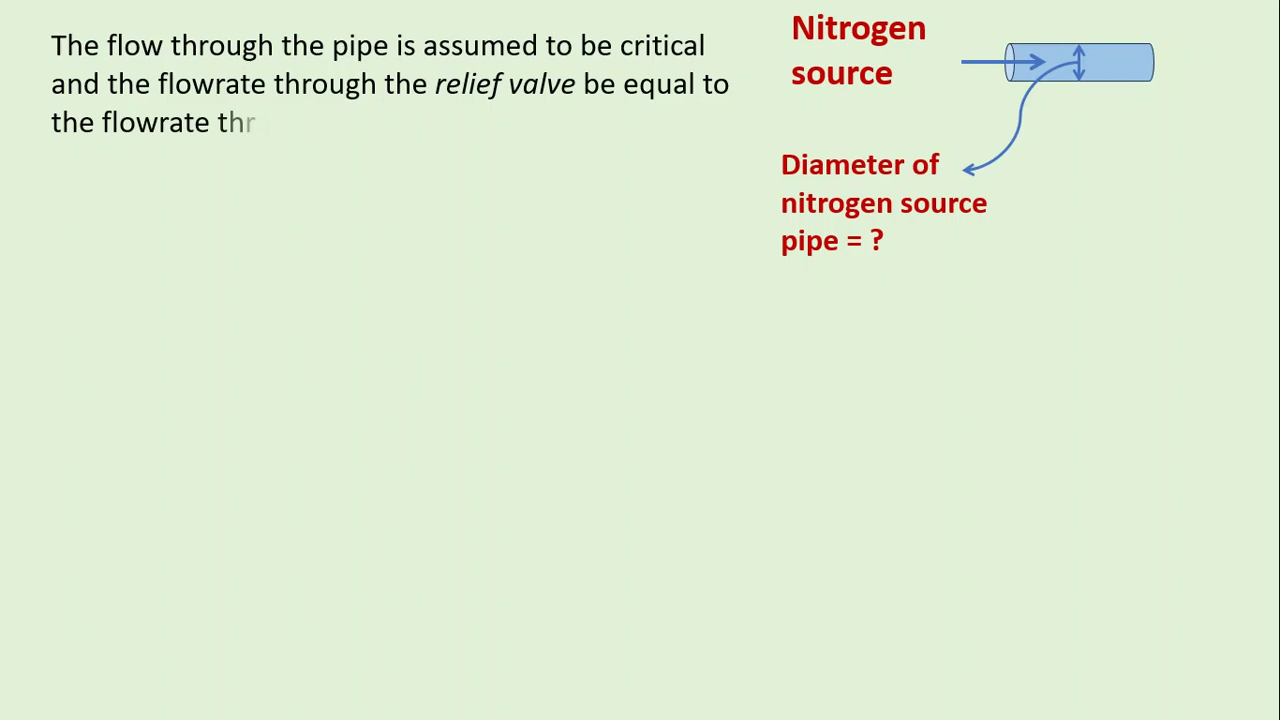 The flow through the pipe is assumed to be critical
and the flowrate through the relief valve be equal to
the flowrate thr
Nitrogen
source
Diameter of
nitrogen source
pipe = ?